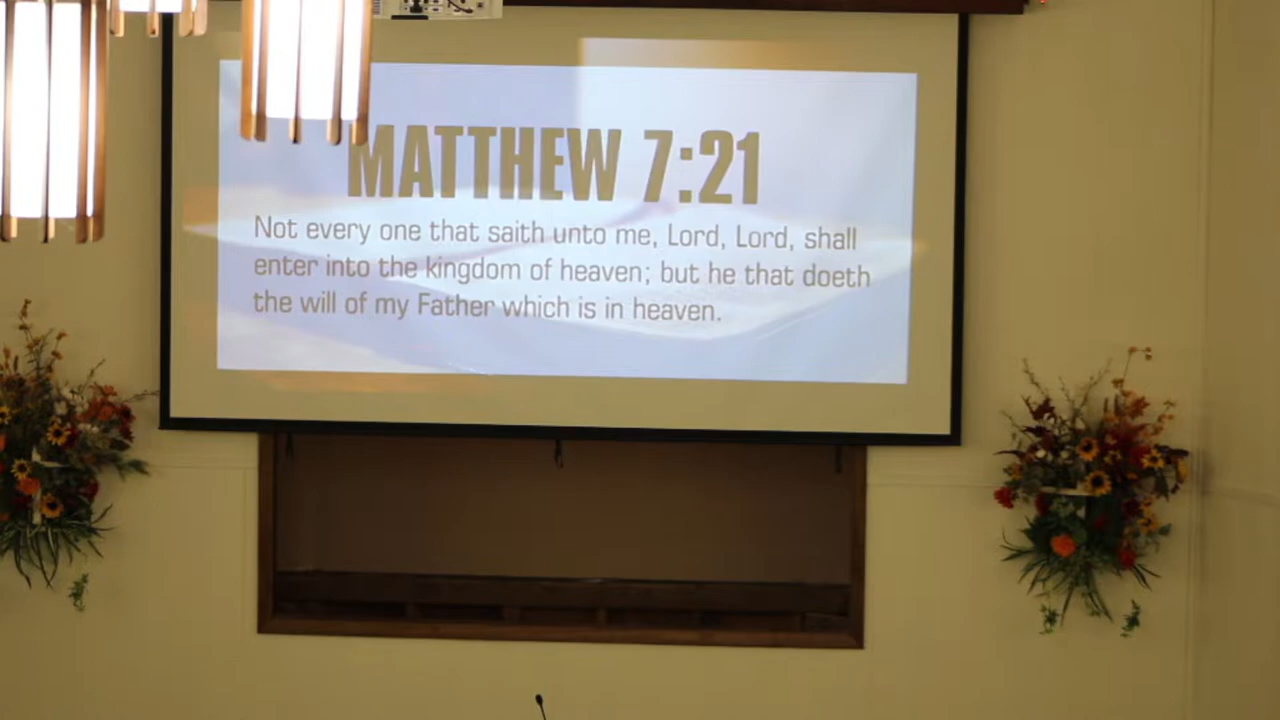 MATTHEW 7:21
Not every one that saith unto me, Lord, Lord, shall
enter into the kingdom of heaven; but he that doeth
the will of my Father which is in heaven.